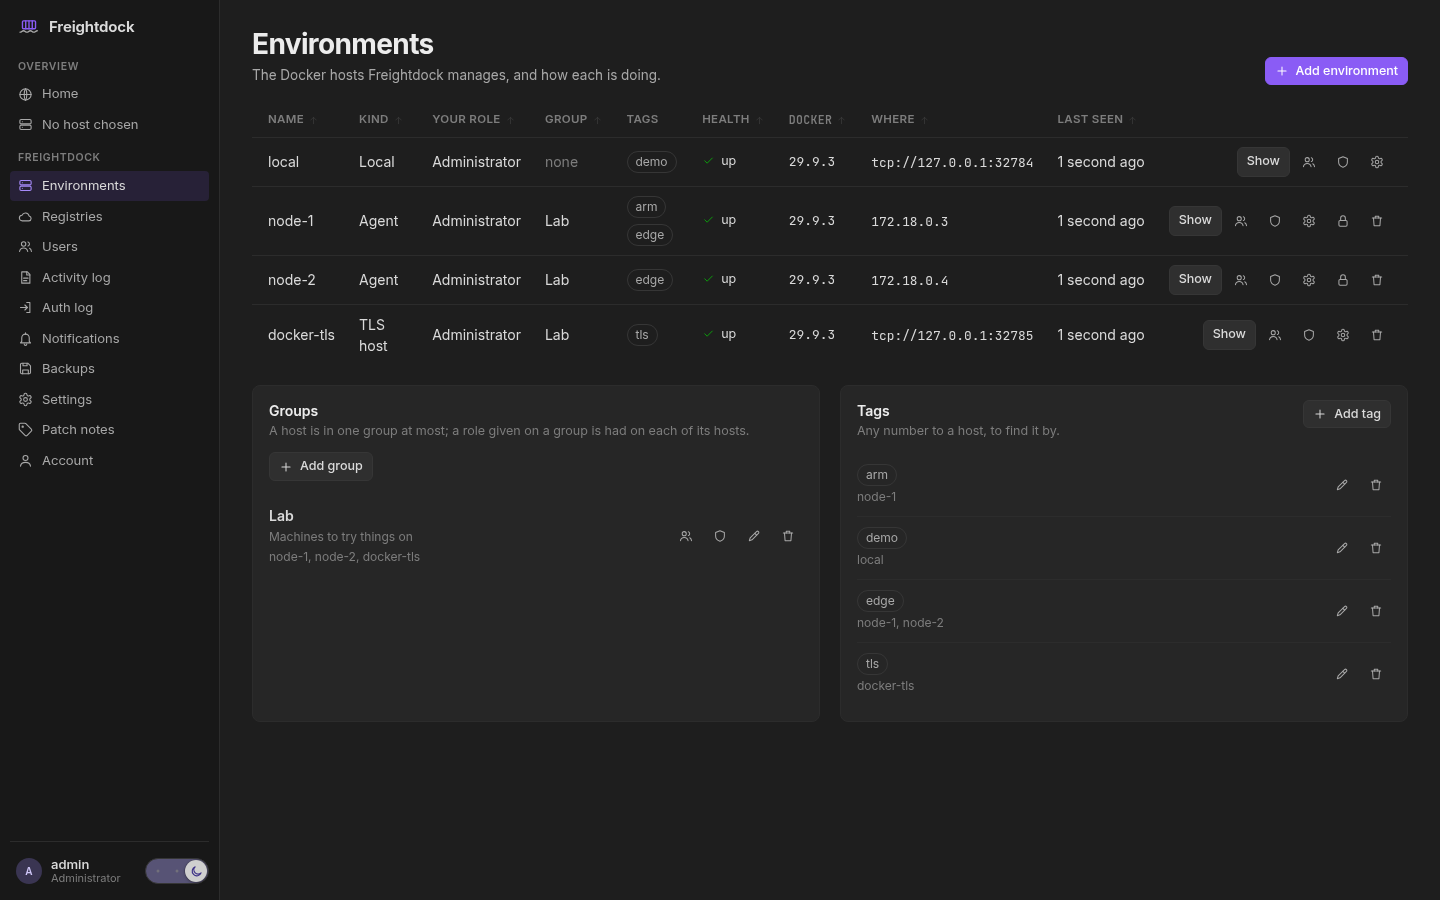 Freightdock
OVERVIEW
Home
No host chosen
FREIGHTDOCK
Environments
Registries
Users
Activity log
Auth log
Notifications
Backups
Settings
Patch notes
Account
A
admin
Administrator
Environments
The Docker hosts Freightdock manages, and how each is doing.
Add environment
NAME KIND YOUR ROLE GROUP TAGS HEALTH DOCKER WHERE LAST SEEN
local Local Administrator none demo up 29.9.3 tcp://127.0.0.1:32784 1 second ago Show
node-1 Agent Administrator Lab arm edge up 29.9.3 172.18.0.3 1 second ago Show
node-2 Agent Administrator Lab edge up 29.9.3 172.18.0.4 1 second ago Show
docker-tls TLS host Administrator Lab tls up 29.9.3 tcp://127.0.0.1:32785 1 second ago Show
Groups
A host is in one group at most; a role given on a group is had on each of its hosts.
Add group
Lab
Machines to try things on
node-1, node-2, docker-tls
Tags
Any number to a host, to find it by.
Add tag
arm
node-1
demo
local
edge
node-1, node-2
tls
docker-tls